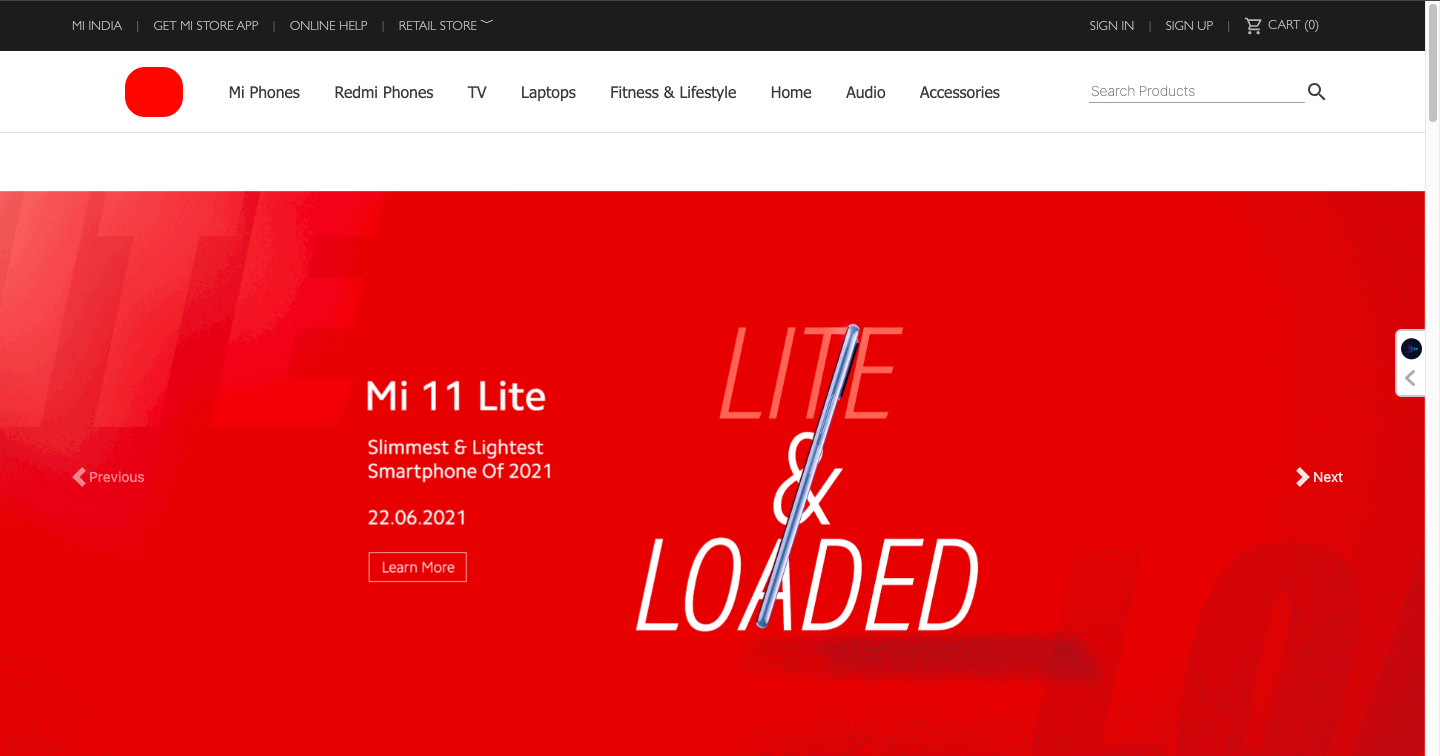 MI INDIA | GET MI STORE APP | ONLINE HELP | RETAIL STORE SIGN IN | SIGN UP | CART (0)
Mi Phones Redmi Phones TV Laptops Fitness & Lifestyle Home Audio Accessories Search Products
LITE
Mi 11 Lite
Slimmest & Lightest
Smartphone Of 2021
22.06.2021
Learn More
LITE
&
LOADED
Previous
Next
LO